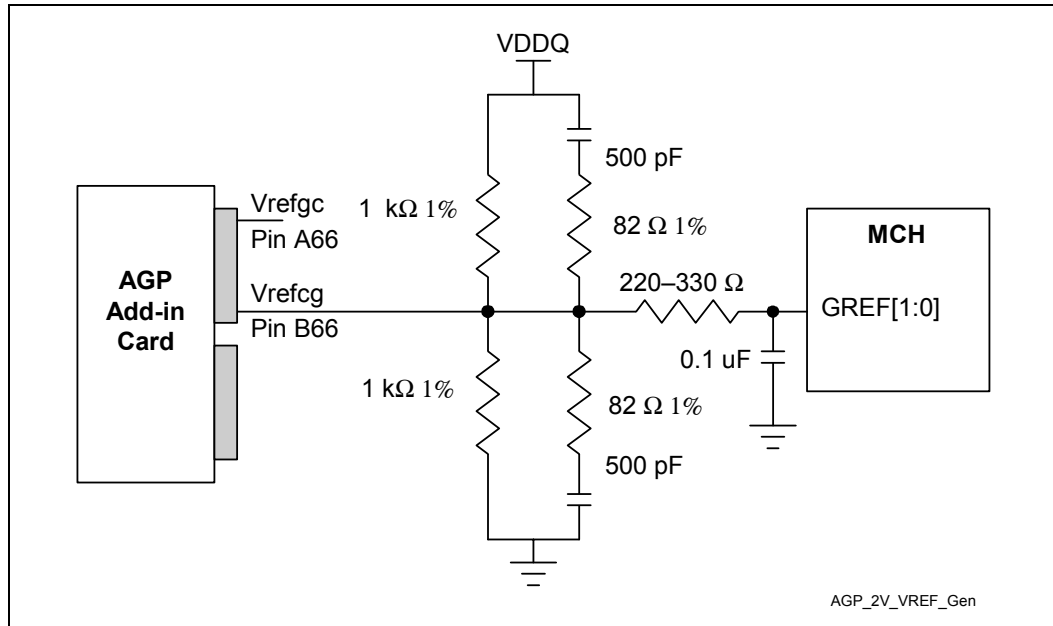 VDDQ
500 pF
Vrefgc
Pin A66
1 kΩ 1%
82 Ω 1%
MCH
AGP
Add-in
Card
Vrefcg
Pin B66
220–330 Ω
GREF[1:0]
0.1 uF
1 kΩ 1%
82 Ω 1%
500 pF
AGP_2V_VREF_Gen